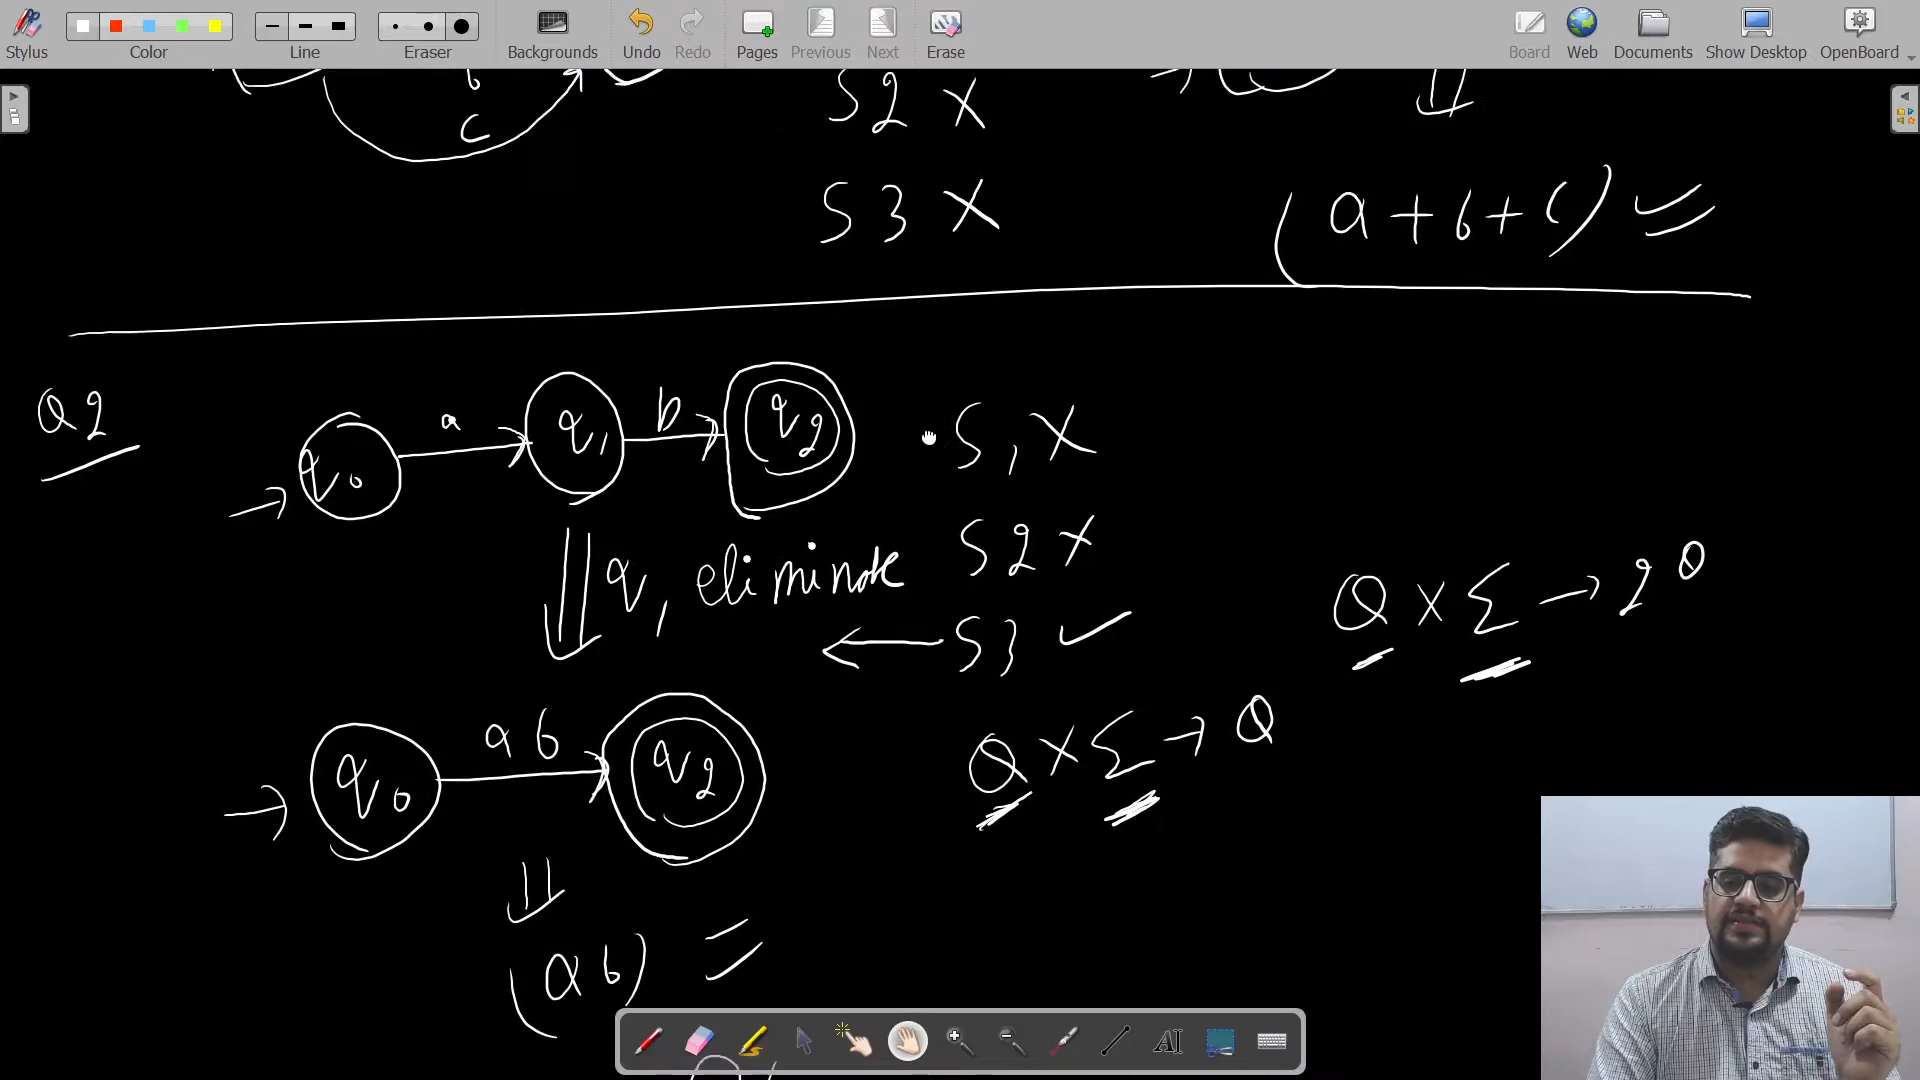 Stylus Color Line Eraser Backgrounds Undo Redo Pages Previous Next Erase Board Web Documents Show Desktop OpenBoard
b
c
S2 X
S3 X
(a+b+c)
Q2
q0 a q1 b q2
S1 X
q1 eliminate
S2 X
S3 ✓
Q X Σ → 2^Q
q0 ab q2
Q X Σ → Q
(ab)